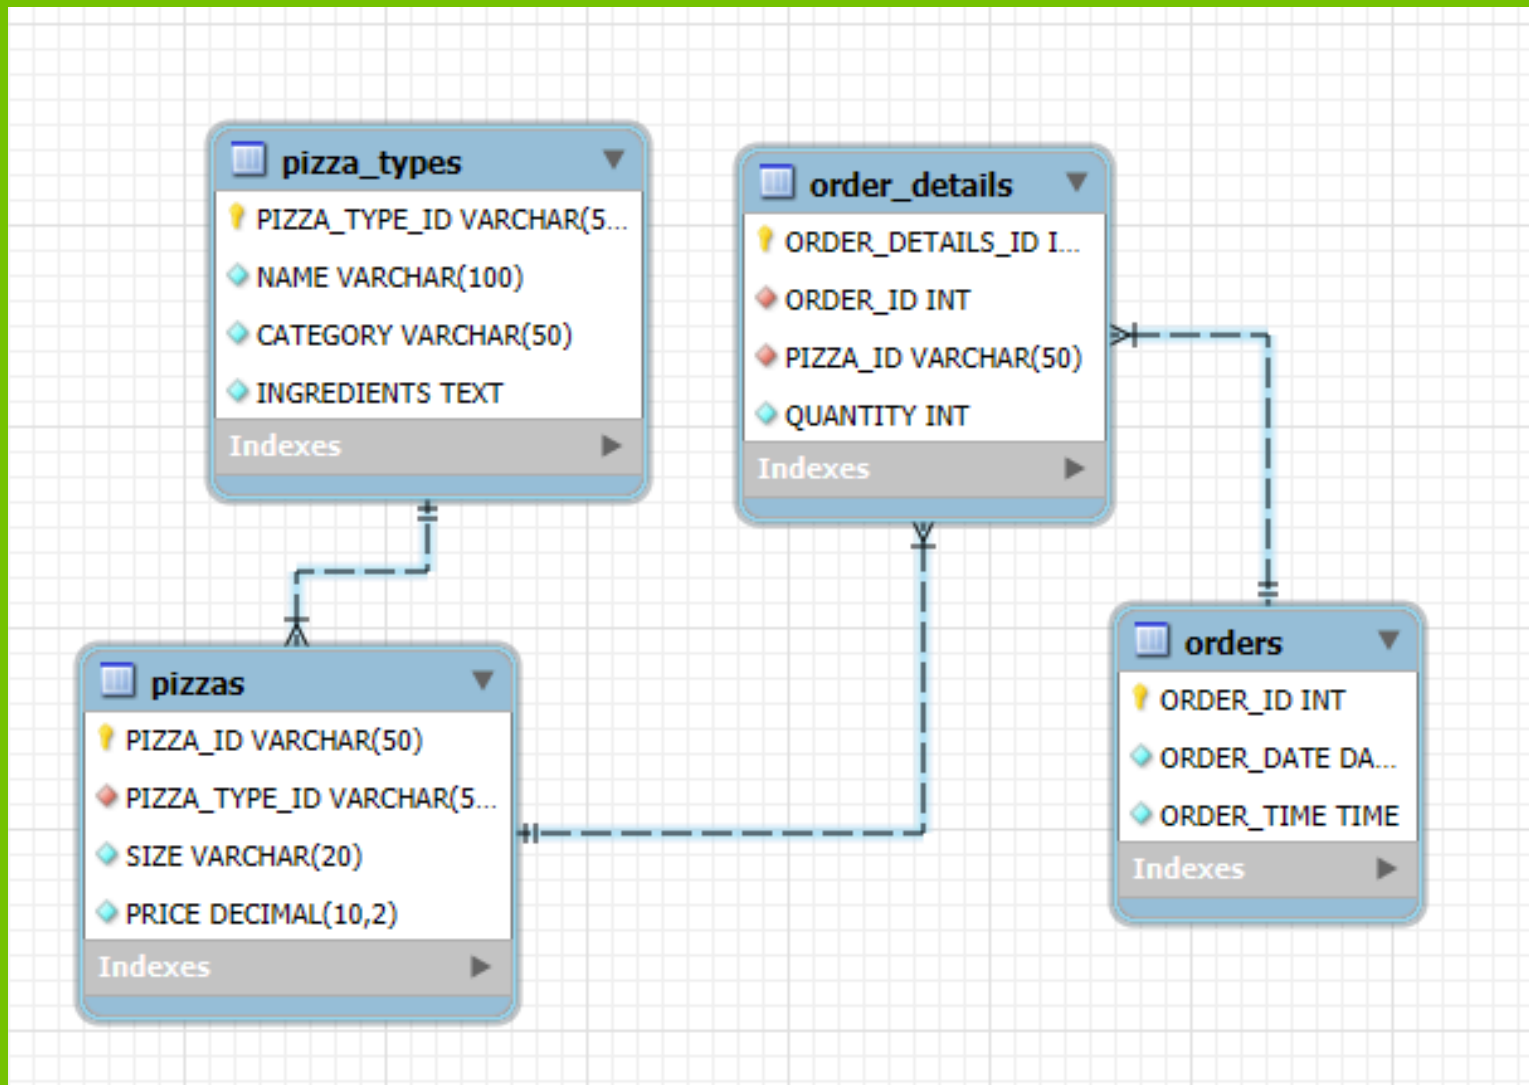 pizza_types
PIZZA_TYPE_ID VARCHAR(5...
NAME VARCHAR(100)
CATEGORY VARCHAR(50)
INGREDIENTS TEXT
Indexes
order_details
ORDER_DETAILS_ID I...
ORDER_ID INT
PIZZA_ID VARCHAR(50)
QUANTITY INT
Indexes
pizzas
PIZZA_ID VARCHAR(50)
PIZZA_TYPE_ID VARCHAR(5...
SIZE VARCHAR(20)
PRICE DECIMAL(10,2)
Indexes
orders
ORDER_ID INT
ORDER_DATE DA...
ORDER_TIME TIME
Indexes